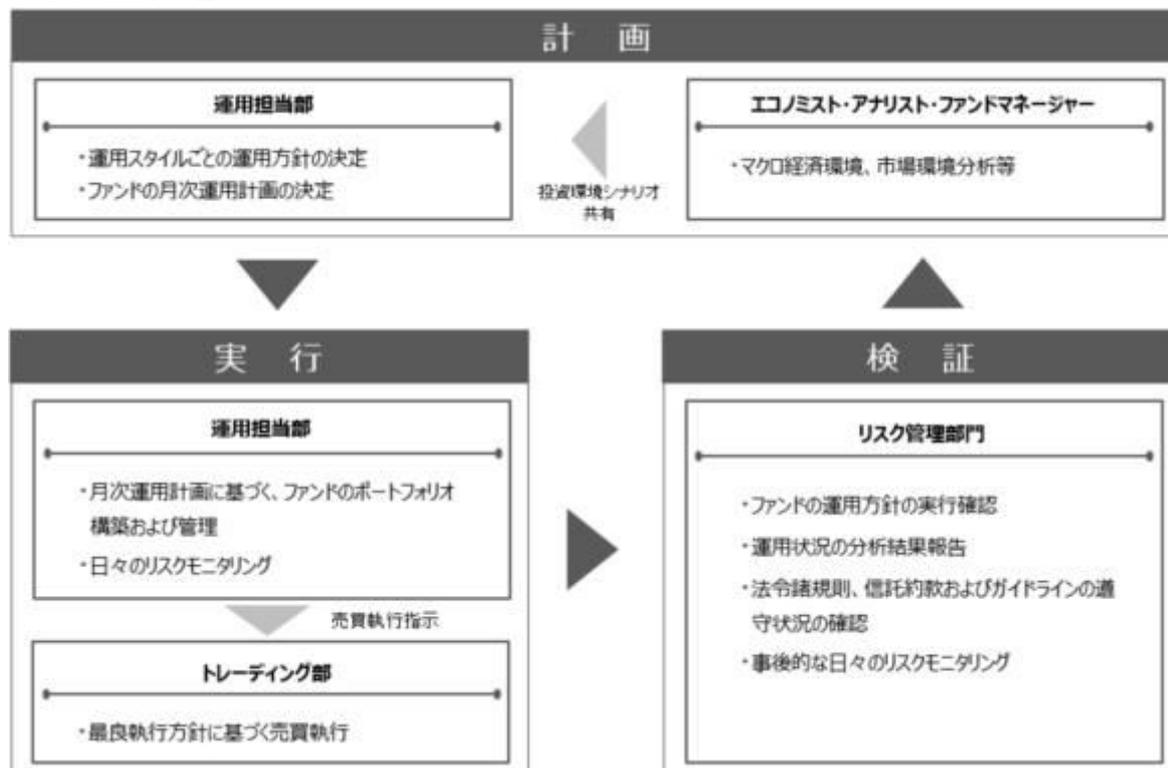 計 画
運用担当部
・運用スタイルごとの運用方針の決定
・ファンドの月次運用計画の決定
投資環境シナリオ
共有
エコノミスト・アナリスト・ファンドマネージャー
・マクロ経済環境、市場環境分析等
実 行
運用担当部
・月次運用計画に基づく、ファンドのポートフォリオ
構築および管理
・日々のリスクモニタリング
売買執行指示
トレーディング部
・最良執行方針に基づく売買執行
検 証
リスク管理部門
・ファンドの運用方針の実行確認
・運用状況の分析結果報告
・法令諸規則、信託約款およびガイドラインの遵
守状況の確認
・事後的な日々のリスクモニタリング